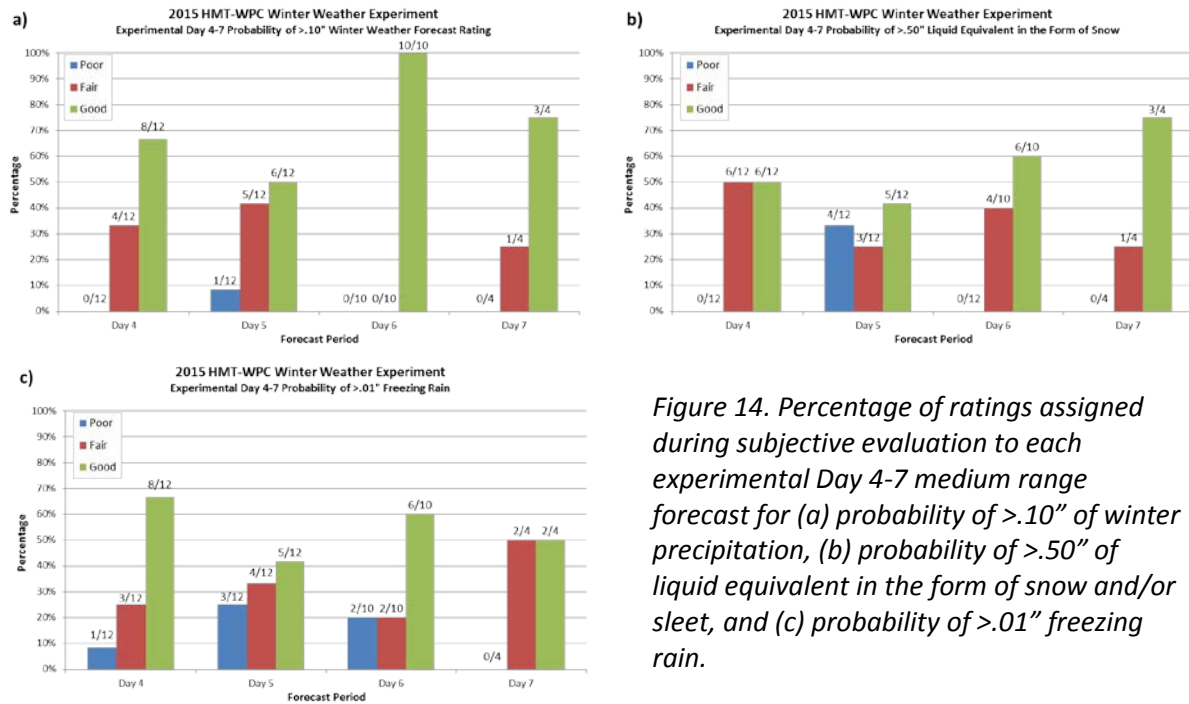 a)
2015 HMT-WPC Winter Weather Experiment
Experimental Day 4-7 Probability of >.10" Winter Weather Forecast Rating
100%
90%
80%
70%
60%
50%
40%
30%
20%
10%
0%
Percentage
Poor
Fair
Good
0/12
4/12
8/12
1/12
5/12
6/12
0/10
0/10
10/10
0/4
1/4
3/4
Day 4
Day 5
Day 6
Day 7
Forecast Period
b)
2015 HMT-WPC Winter Weather Experiment
Experimental Day 4-7 Probability of >.50" Liquid Equivalent in the Form of Snow
100%
90%
80%
70%
60%
50%
40%
30%
20%
10%
0%
Percentage
Poor
Fair
Good
0/12
6/12
6/12
4/12
3/12
5/12
0/12
4/10
6/10
0/4
1/4
3/4
Day 4
Day 5
Day 6
Day 7
Forecast Period
c)
2015 HMT-WPC Winter Weather Experiment
Experimental Day 4-7 Probability of >.01" Freezing Rain
100%
90%
80%
70%
60%
50%
40%
30%
20%
10%
0%
Percentage
Poor
Fair
Good
1/12
3/12
8/12
3/12
4/12
5/12
2/10
2/10
6/10
0/4
2/4
2/4
Day 4
Day 5
Day 6
Day 7
Forecast Period
Figure 14. Percentage of ratings assigned
during subjective evaluation to each
experimental Day 4-7 medium range
forecast for (a) probability of >.10” of winter
precipitation, (b) probability of >.50” of
liquid equivalent in the form of snow and/or
sleet, and (c) probability of >.01” freezing
rain.